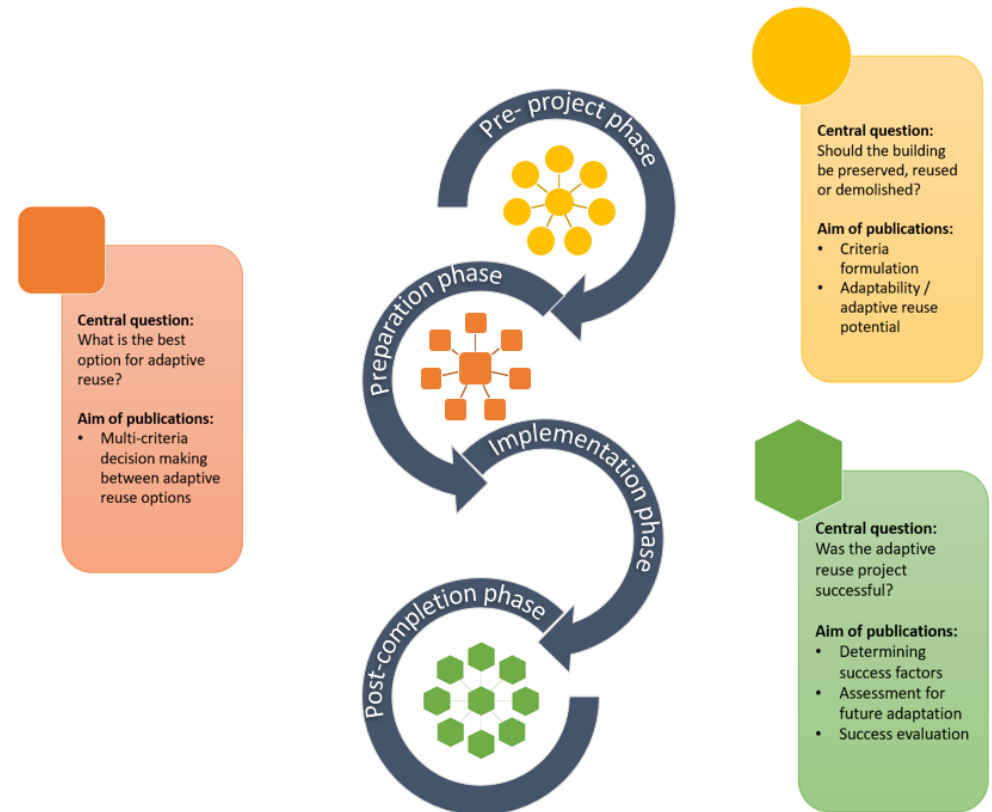 Pre- project phase
Central question:
Should the building
be preserved, reused
or demolished?
Aim of publications:
• Criteria
formulation
• Adaptability /
adaptive reuse
potential
Preparation phase
Central question:
What is the best
option for adaptive
reuse?
Aim of publications:
• Multi-criteria
decision making
between adaptive
reuse options
Implementation phase
Post-completion phase
Central question:
Was the adaptive
reuse project
successful?
Aim of publications:
• Determining
success factors
• Assessment for
future adaptation
• Success evaluation